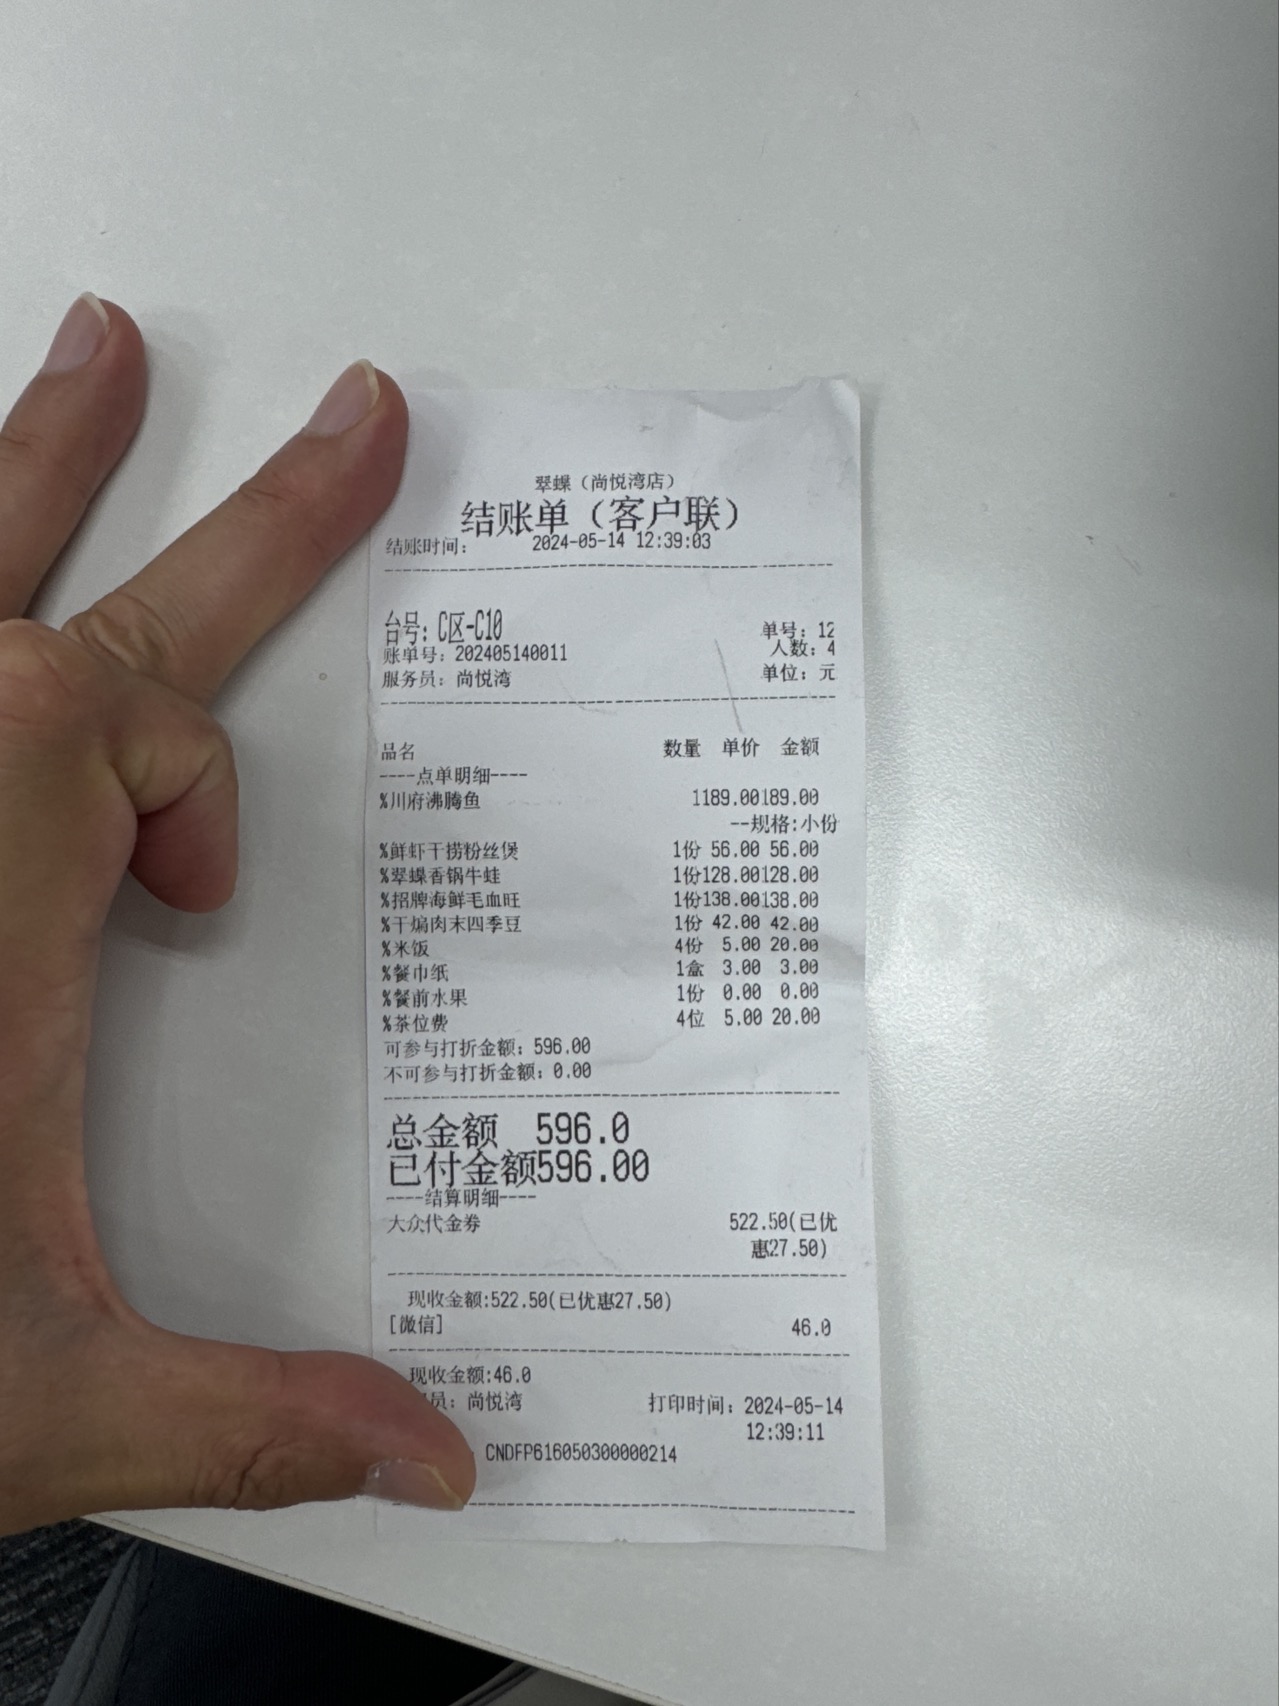 翠蝶（尚悦湾店）
结账单（客户联）
结账时间： 2024-05-14 12:39:03
台号: C区-C10
单号: 12
账单号: 202405140011
人数: 4
服务员: 尚悦湾
单位: 元
品名 数量 单价 金额
----点单明细----
%川府沸腾鱼 1189.00189.00
--规格:小份
%鲜虾干捞粉丝煲 1份 56.00 56.00
%翠蝶香锅牛蛙 1份128.00128.00
%招牌海鲜毛血旺 1份138.00138.00
%干煸肉末四季豆 1份 42.00 42.00
%米饭 4份 5.00 20.00
%餐巾纸 1盒 3.00 3.00
%餐前水果 1份 0.00 0.00
%茶位费 4位 5.00 20.00
可参与打折金额: 596.00
不可参与打折金额: 0.00
总金额 596.0
已付金额596.00
----结算明细----
大众代金券 522.50(已优
惠27.50)
现收金额:522.50(已优惠27.50)
[微信] 46.0
现收金额:46.0
员: 尚悦湾 打印时间: 2024-05-14
12:39:11
CNDFP616050300000214